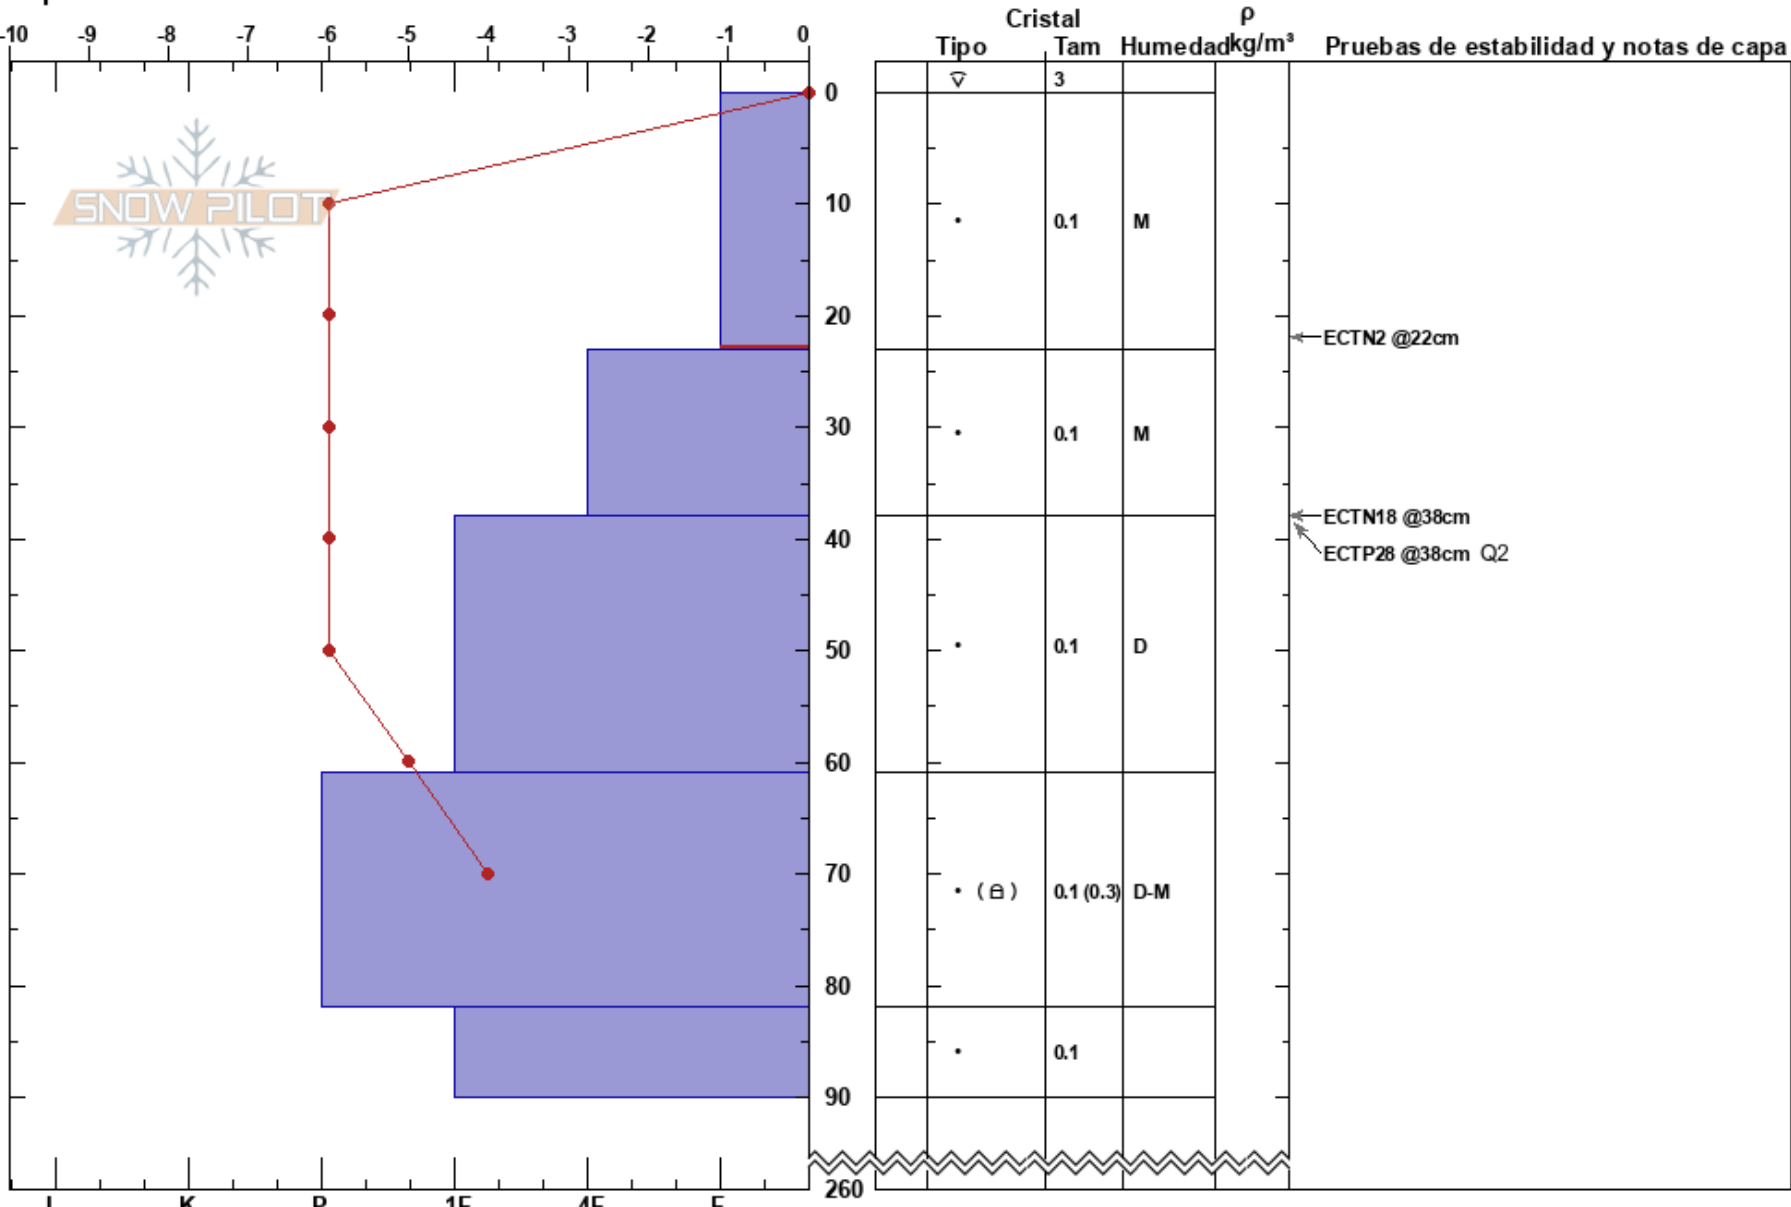 Cristal ρ
-10 -9 -8 -7 -6 -5 -4 -3 -2 -1 0 Tipo Tam Humedad kg/m³ Pruebas de estabilidad y notas de capa
3
0
SNOW PILOT
10
0.1 M
20
ECTN2 @22cm
30
0.1 M
ECTN18 @38cm
40
ECTP28 @38cm Q2
50
0.1 D
60
70
0.1 (0.3) D-M
80
0.1
90
260
I K P 1F 4F F